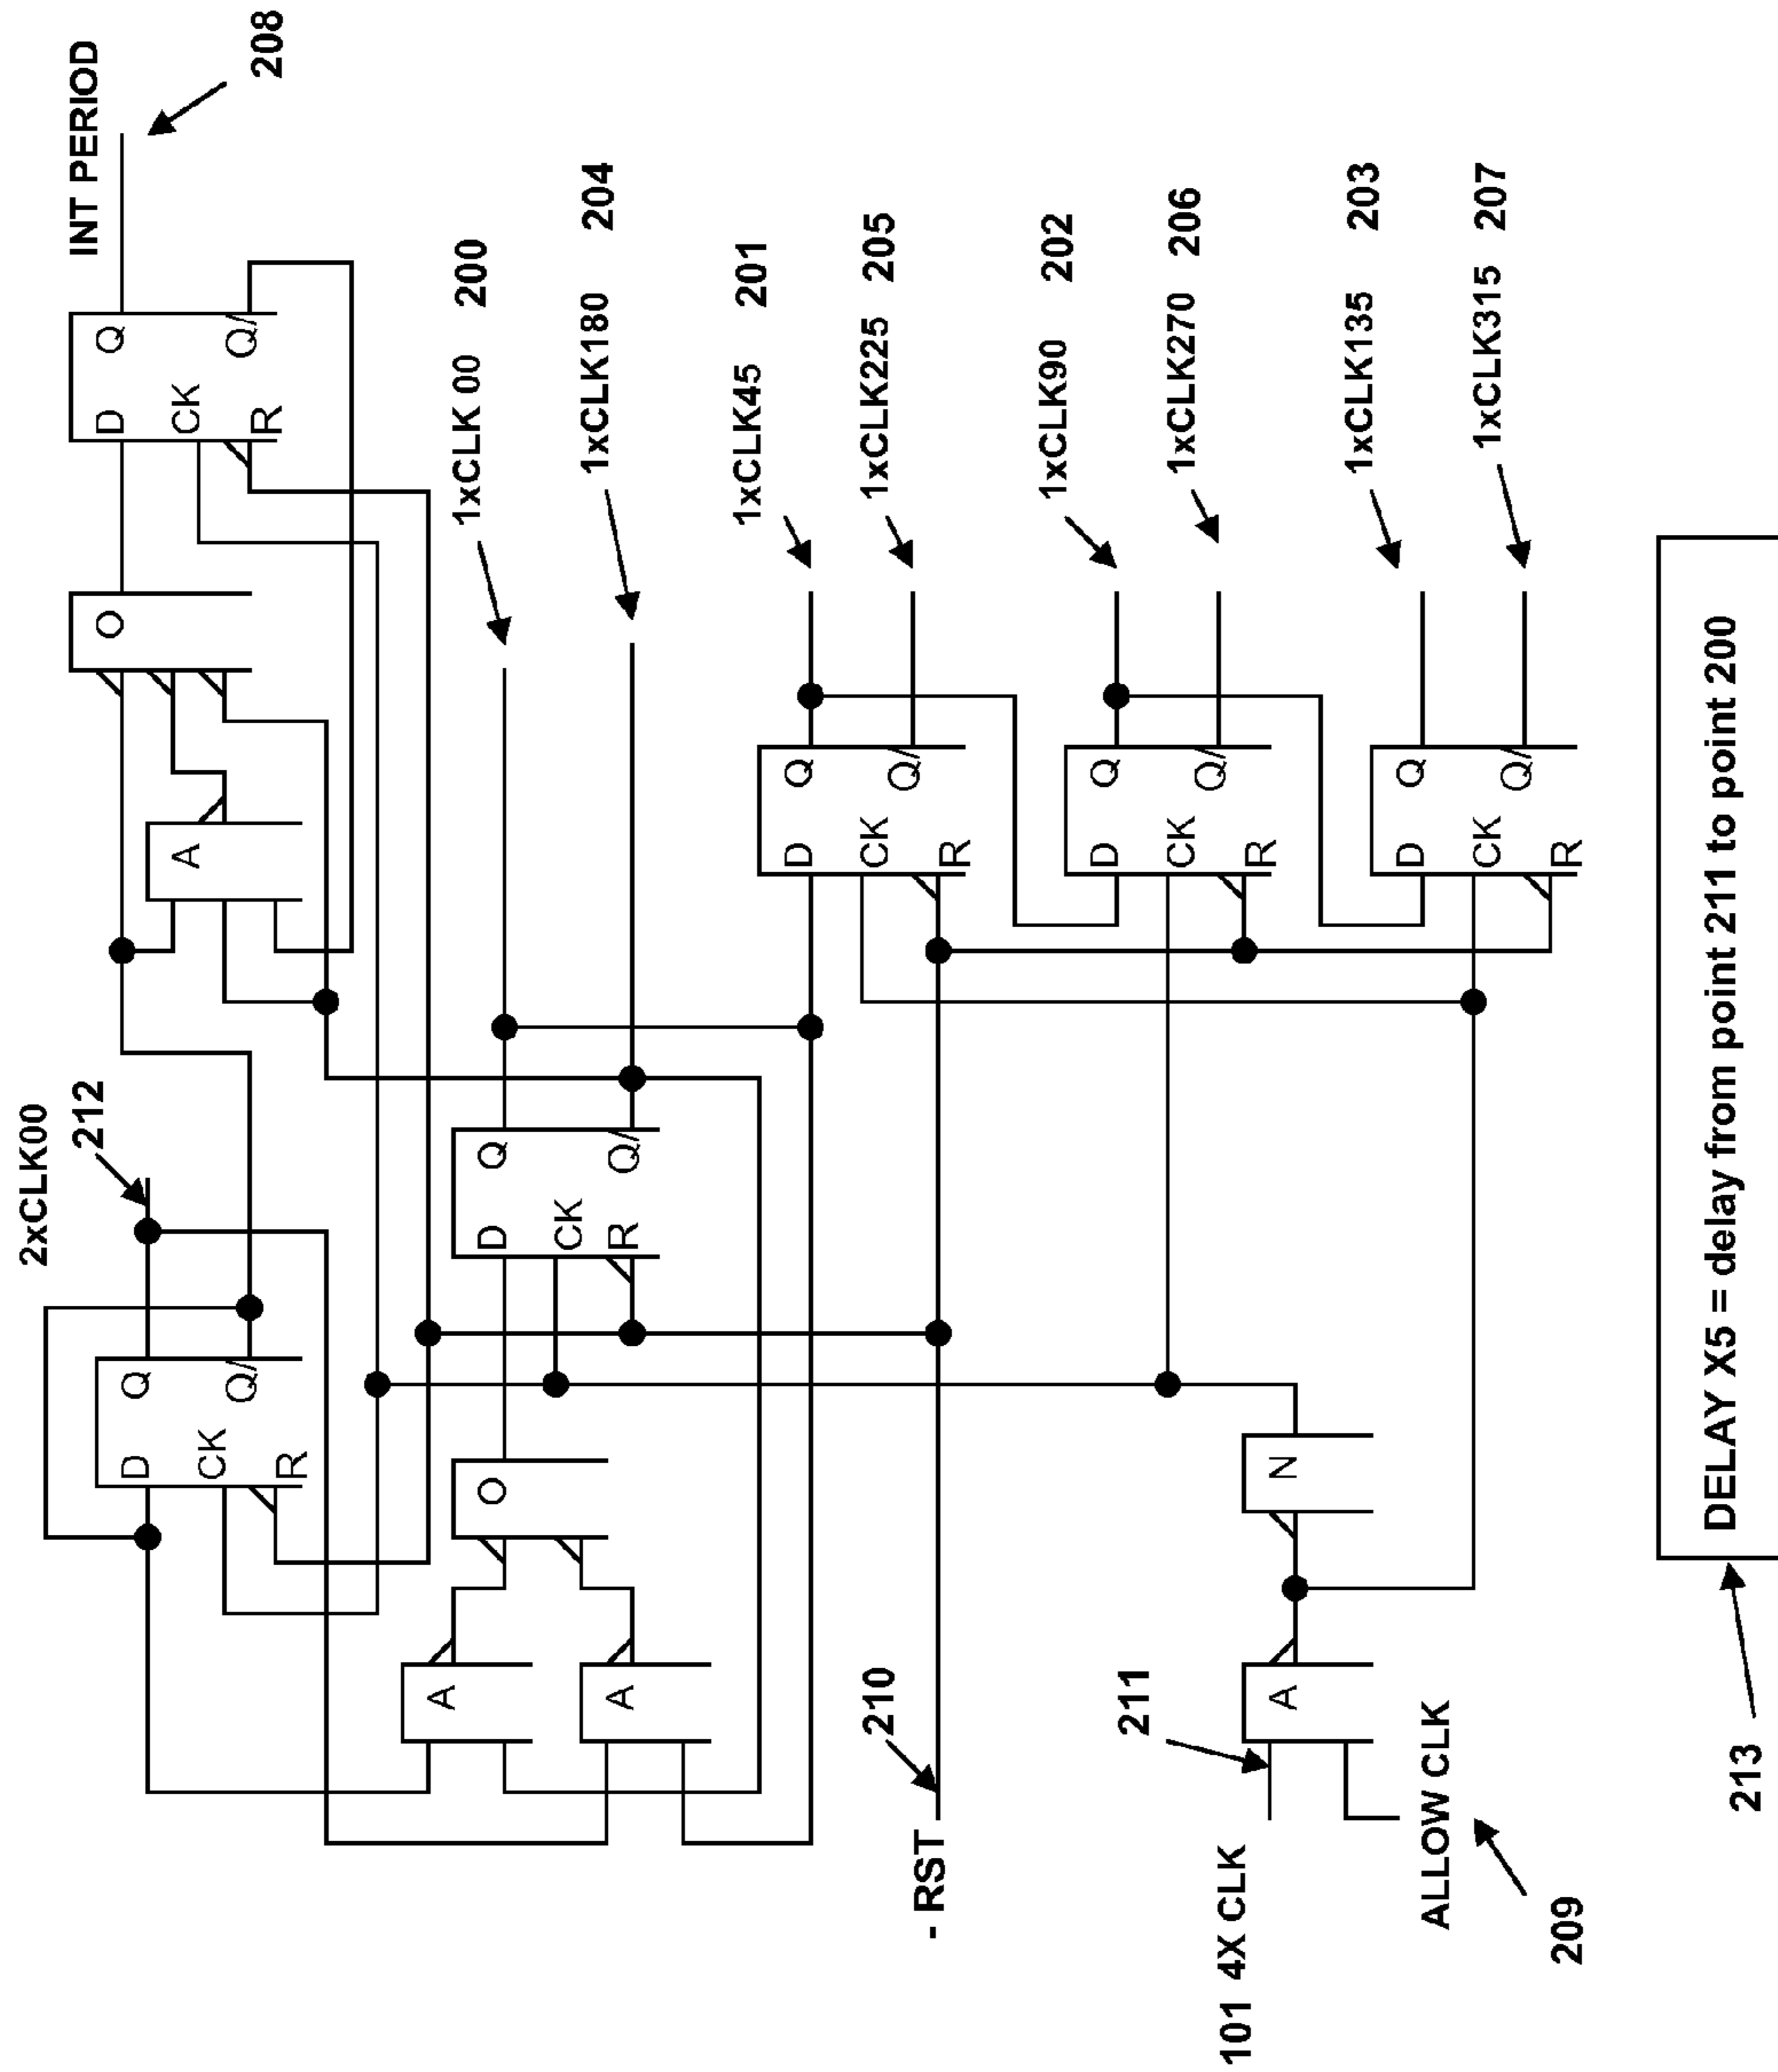 INT PERIOD
208
2xCLK00
212
D Q
CK
R Q/
A
O
D Q
CK
R Q/
A
A
O
D Q
CK
R Q/
1xCLK 00 200
1xCLK180 204
- RST
210
D Q
CK
R Q/
1xCLK45 201
1xCLK225 205
D Q
CK
R Q/
1xCLK90 202
1xCLK270 206
D Q
CK
R Q/
1xCLK135 203
1xCLK315 207
211
101 4X CLK
A
N
ALLOW CLK
209
213
DELAY X5 = delay from point 211 to point 200